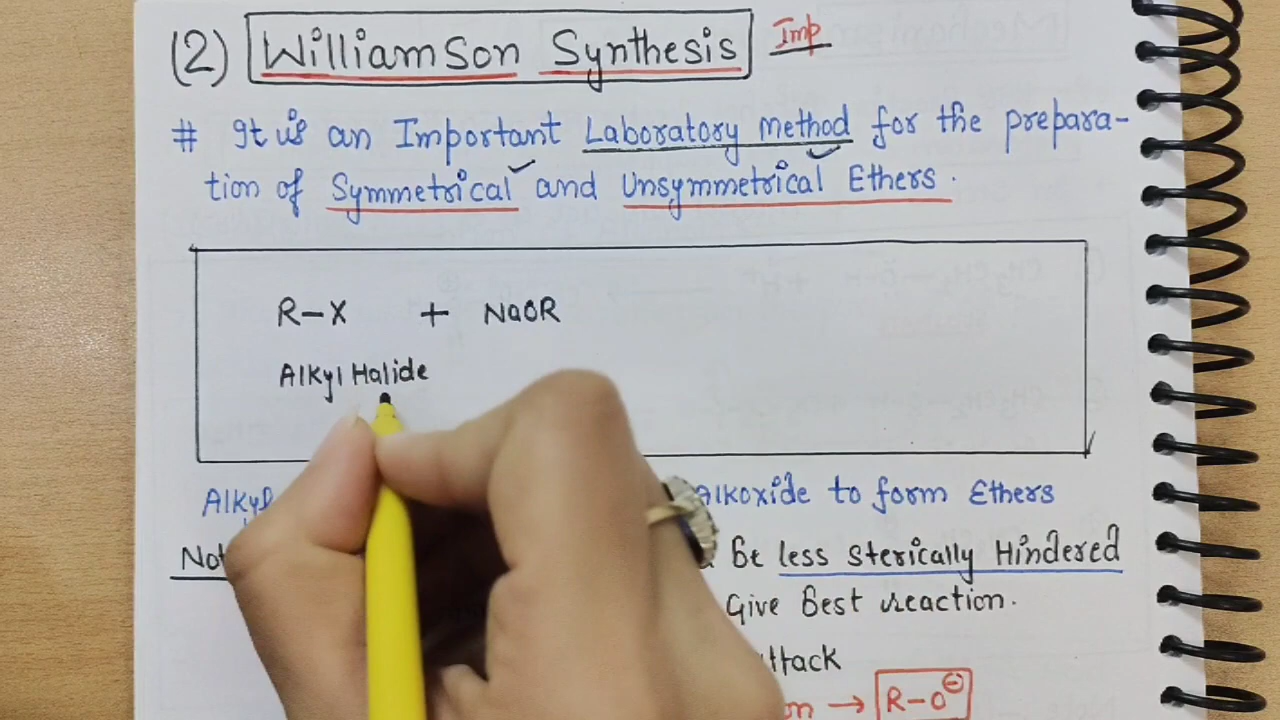 (2) Williamson Synthesis Imp
# It is an Important Laboratory method for the prepara-
tion of Symmetrical and Unsymmetrical Ethers.
R-X + NaOR
Alkyl Halide
Alkyl Alkoxide to form Ethers
Be less Sterically Hindered
Give Best reaction.
attack
→ R-O⊖